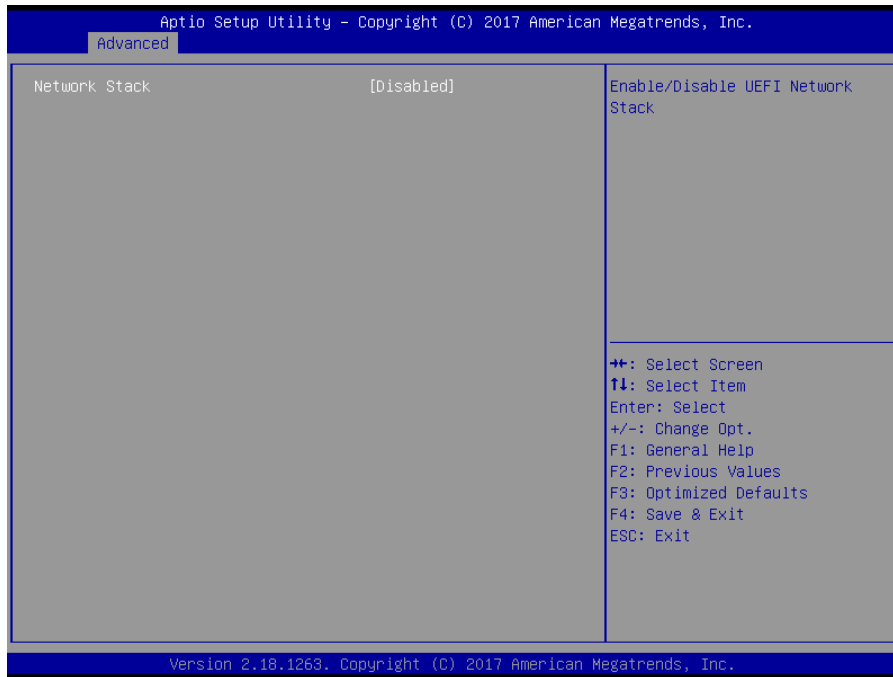 Aptio Setup Utility – Copyright (C) 2017 American Megatrends, Inc.
Advanced
Network Stack [Disabled]
Enable/Disable UEFI Network
Stack
→←: Select Screen
↑↓: Select Item
Enter: Select
+/-: Change Opt.
F1: General Help
F2: Previous Values
F3: Optimized Defaults
F4: Save & Exit
ESC: Exit
Version 2.18.1263. Copyright (C) 2017 American Megatrends, Inc.